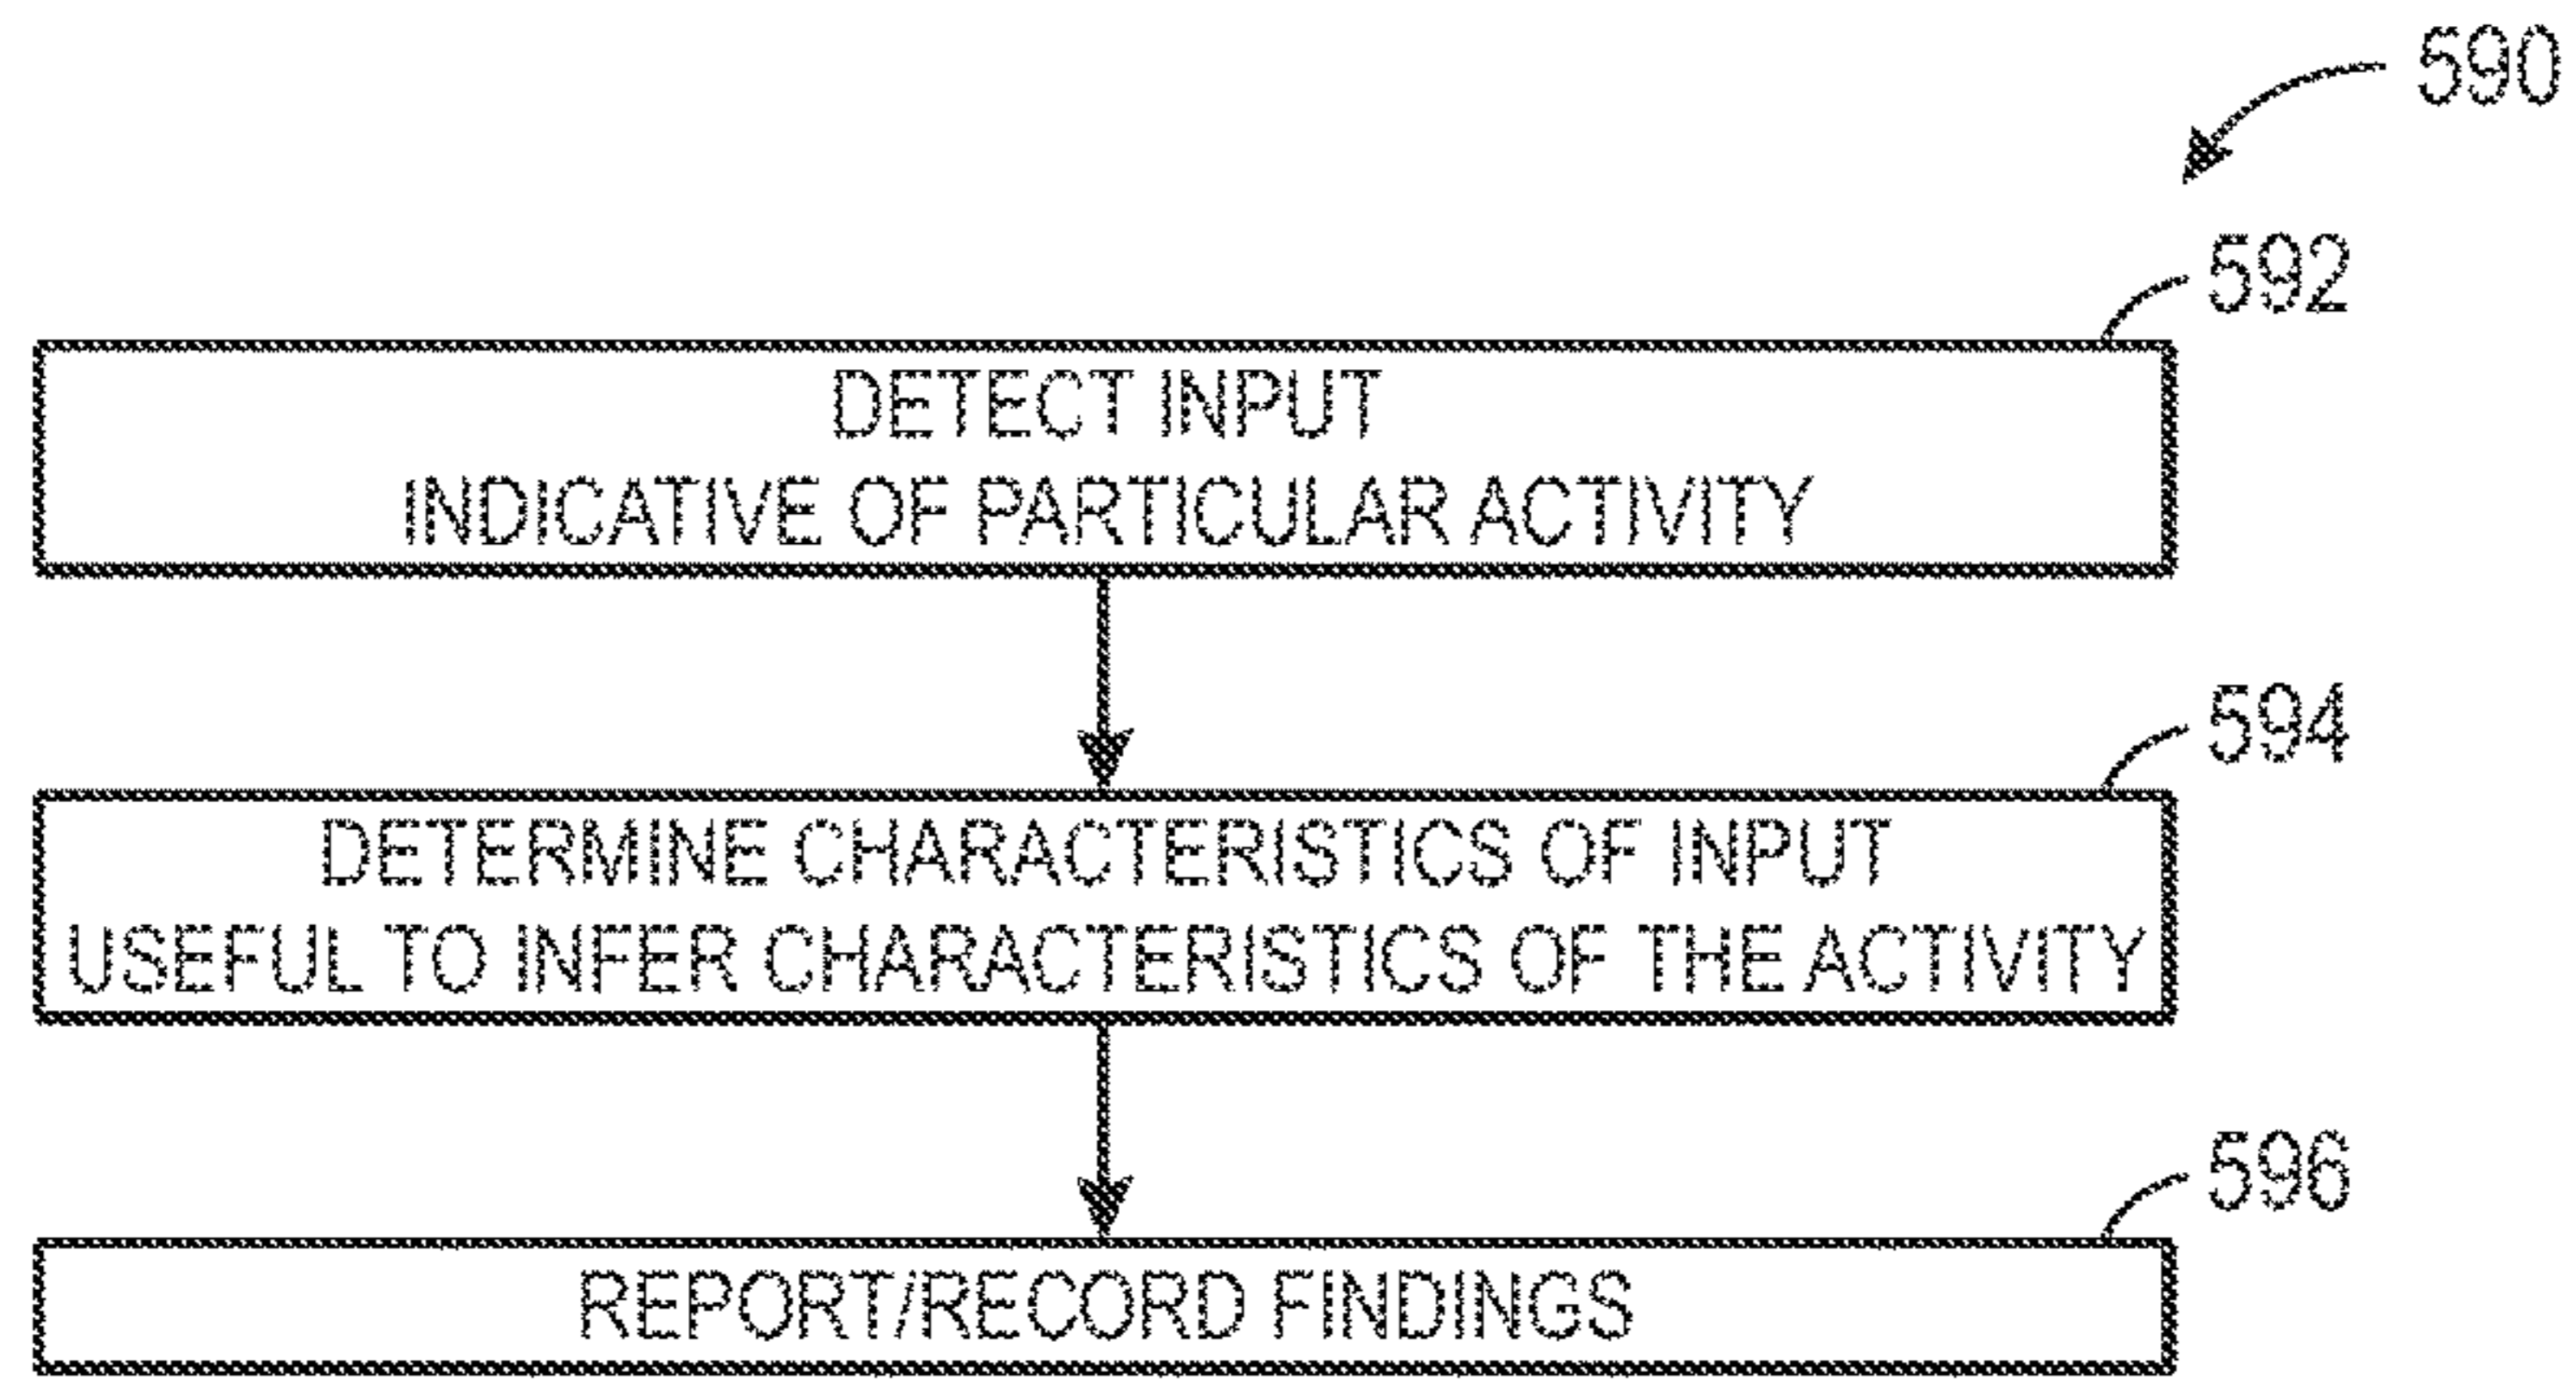 590
592
DETECT INPUT
INDICATIVE OF PARTICULAR ACTIVITY
594
DETERMINE CHARACTERISTICS OF INPUT
USEFUL TO INFER CHARACTERISTICS OF THE ACTIVITY
596
REPORT/RECORD FINDINGS